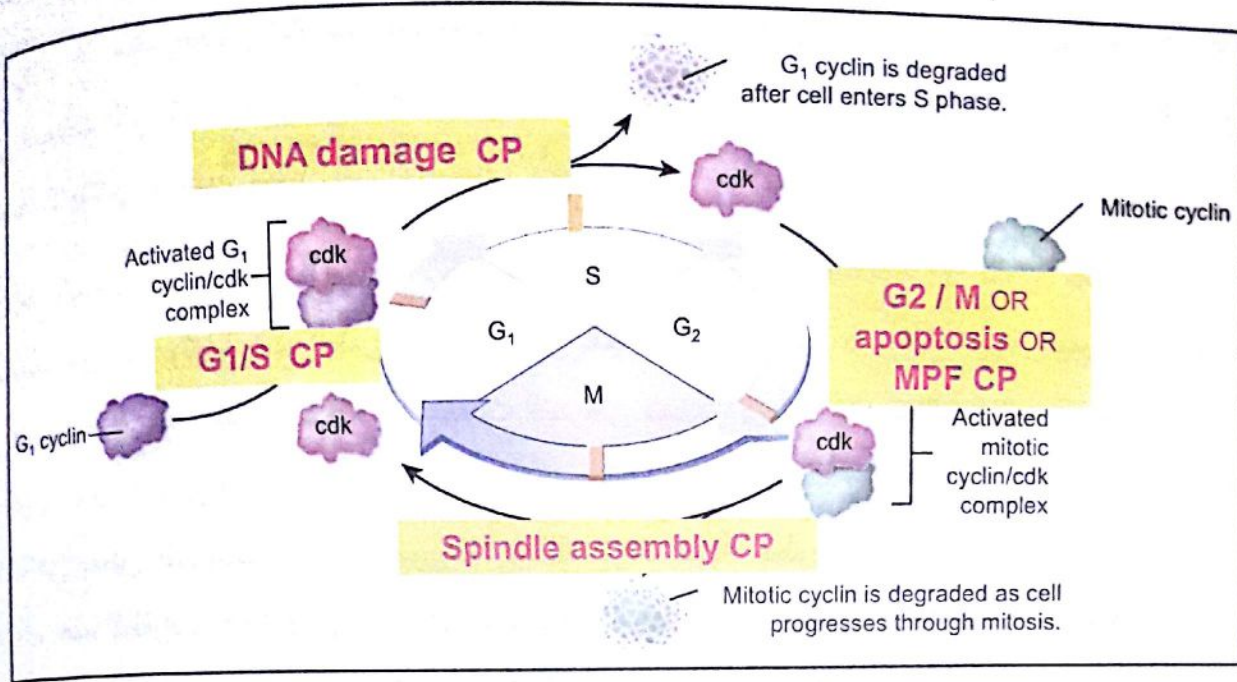 G₁ cyclin is degraded
after cell enters S phase.
DNA damage CP
cdk
Mitotic cyclin
Activated G₁
cyclin/cdk
complex
cdk
S
G₁
G₂
G2 / M OR
apoptosis OR
MPF CP
G1/S CP
M
G₁ cyclin
cdk
cdk
Activated
mitotic
cyclin/cdk
complex
Spindle assembly CP
Mitotic cyclin is degraded as cell
progresses through mitosis.